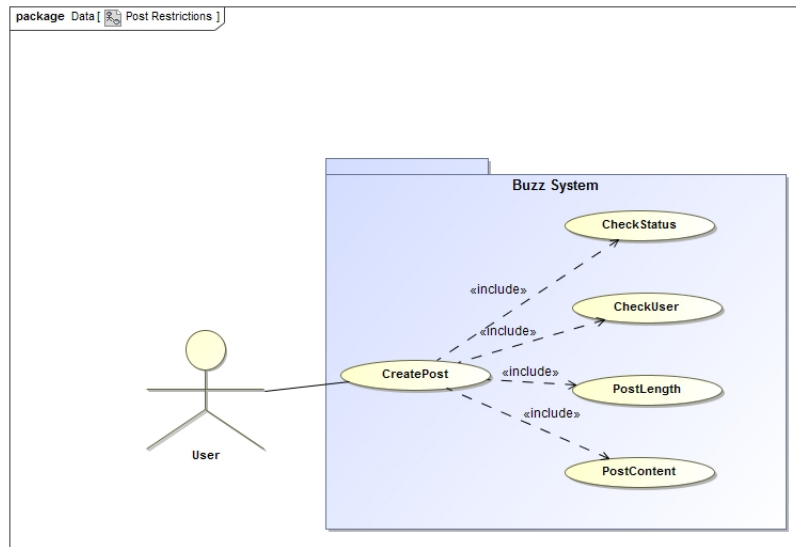 package Data [ Post Restrictions ]
Buzz System
CheckStatus
«include»
CheckUser
«include»
CreatePost
«include»
PostLength
«include»
User
PostContent